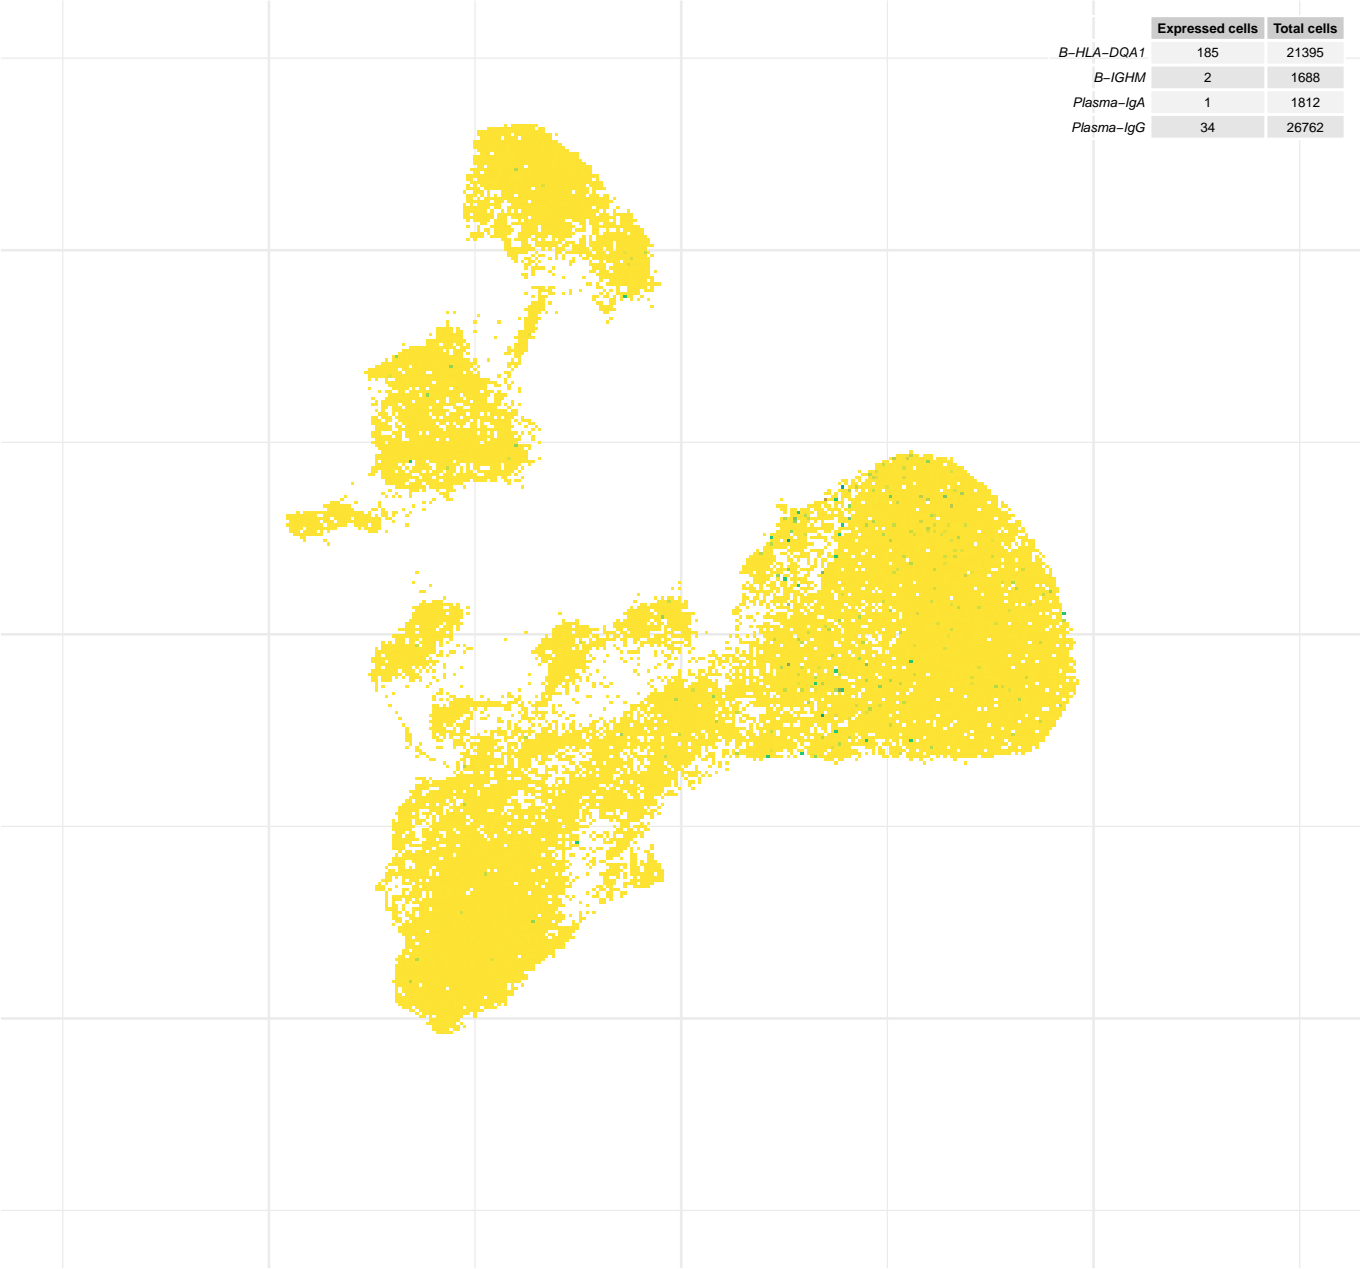 Expressed cells Total cells
B−HLA−DQA1 185 21395
B−IGHM 2 1688
Plasma−IgA 1 1812
Plasma−IgG 34 26762